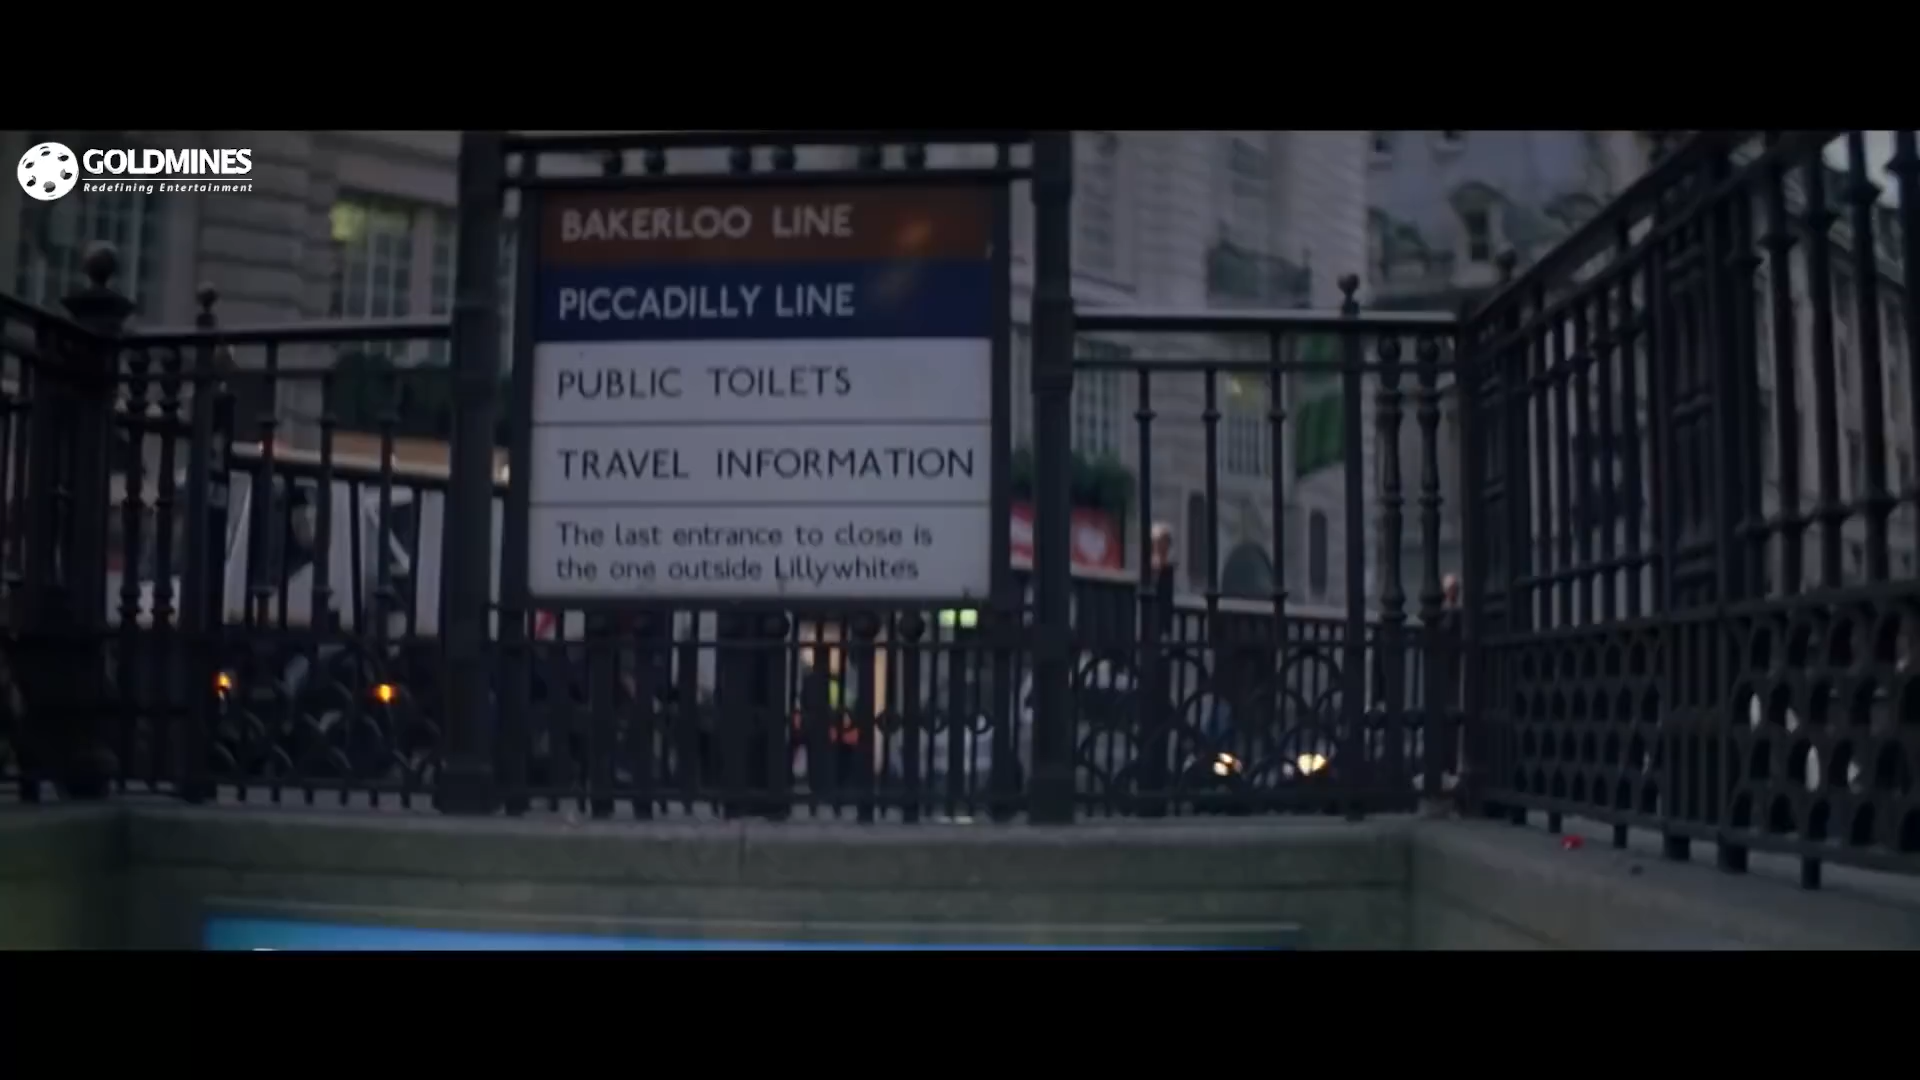 GOLDMINES
Redefining Entertainment
BAKERLOO LINE
PICCADILLY LINE
PUBLIC TOILETS
TRAVEL INFORMATION
The last entrance to close is
the one outside Lillywhites